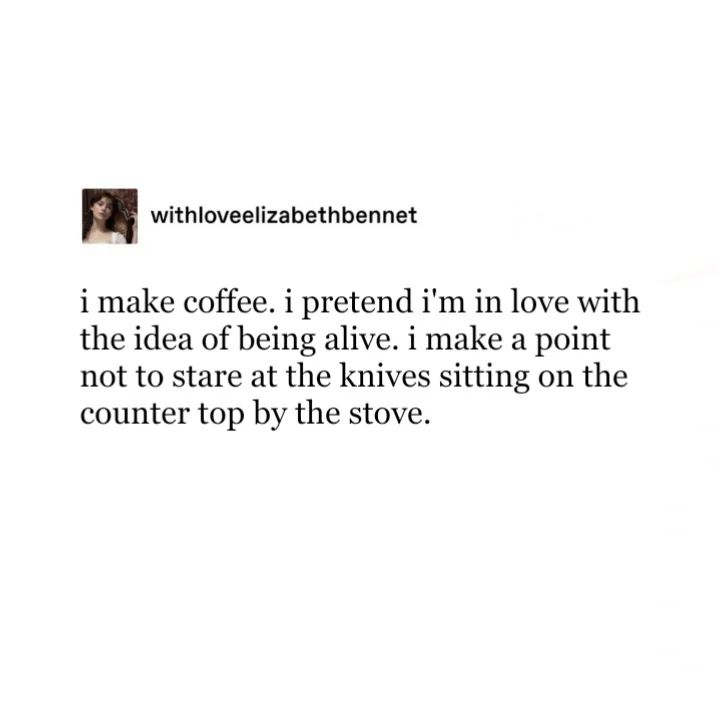 withloveelizabethbennet
i make coffee. i pretend i'm in love with
the idea of being alive. i make a point
not to stare at the knives sitting on the
counter top by the stove.